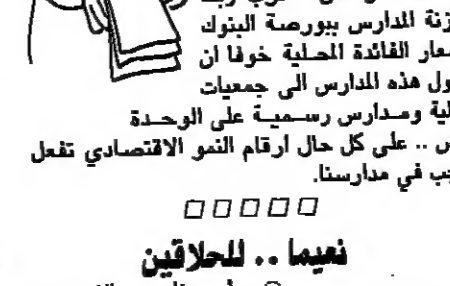 زنة المدارس ببورصة البنوك
سعار الفائدة المحلية خوفا ان
ول هذه المدارس الى جمعيات
لية ومدارس رسمية على الوحدة
ض .. على كل حال ارقام النمو الاقتصادي تفعل
جب في مدارسنا.
نعيما .. للحلاقين